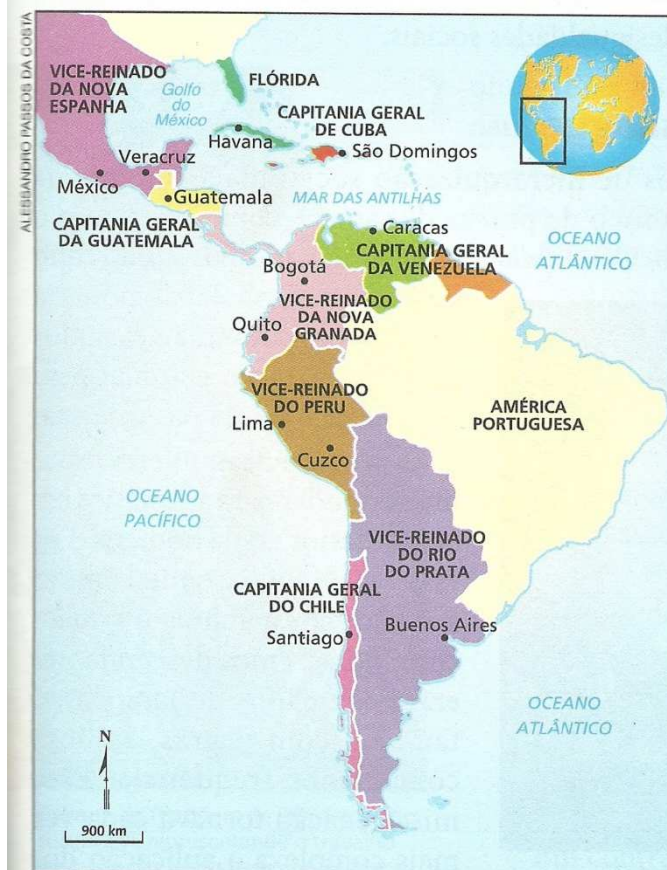 ALESSANDRO PASSOS DA COSTA
VICE-REINADO
DA NOVA
ESPANHA
Golfo
do
México
FLÓRIDA
CAPITANIA GERAL
DE CUBA
Havana
São Domingos
Veracruz
México
Guatemala
MAR DAS ANTILHAS
CAPITANIA GERAL
DA GUATEMALA
Caracas
CAPITANIA GERAL
DA VENEZUELA
OCEANO
ATLÂNTICO
Bogotá
VICE-REINADO
DA NOVA
GRANADA
Quito
VICE-REINADO
DO PERU
Lima
Cuzco
AMÉRICA
PORTUGUESA
OCEANO
PACÍFICO
VICE-REINADO
DO RIO
DO PRATA
CAPITANIA GERAL
DO CHILE
Santiago
Buenos Aires
OCEANO
ATLÂNTICO
N
900 km